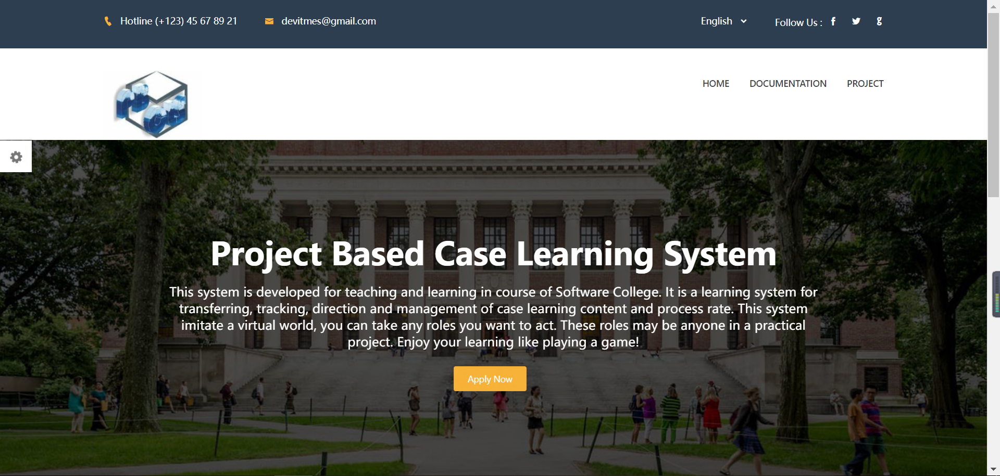 Hotline (+123) 45 67 89 21
devitmes@gmail.com
English
Follow Us :
HOME
DOCUMENTATION
PROJECT
Project Based Case Learning System
This system is developed for teaching and learning in course of Software College. It is a learning system for
transferring, tracking, direction and management of case learning content and process rate. This system
imitate a virtual world, you can take any roles you want to act. These roles may be anyone in a practical
project. Enjoy your learning like playing a game!
Apply Now